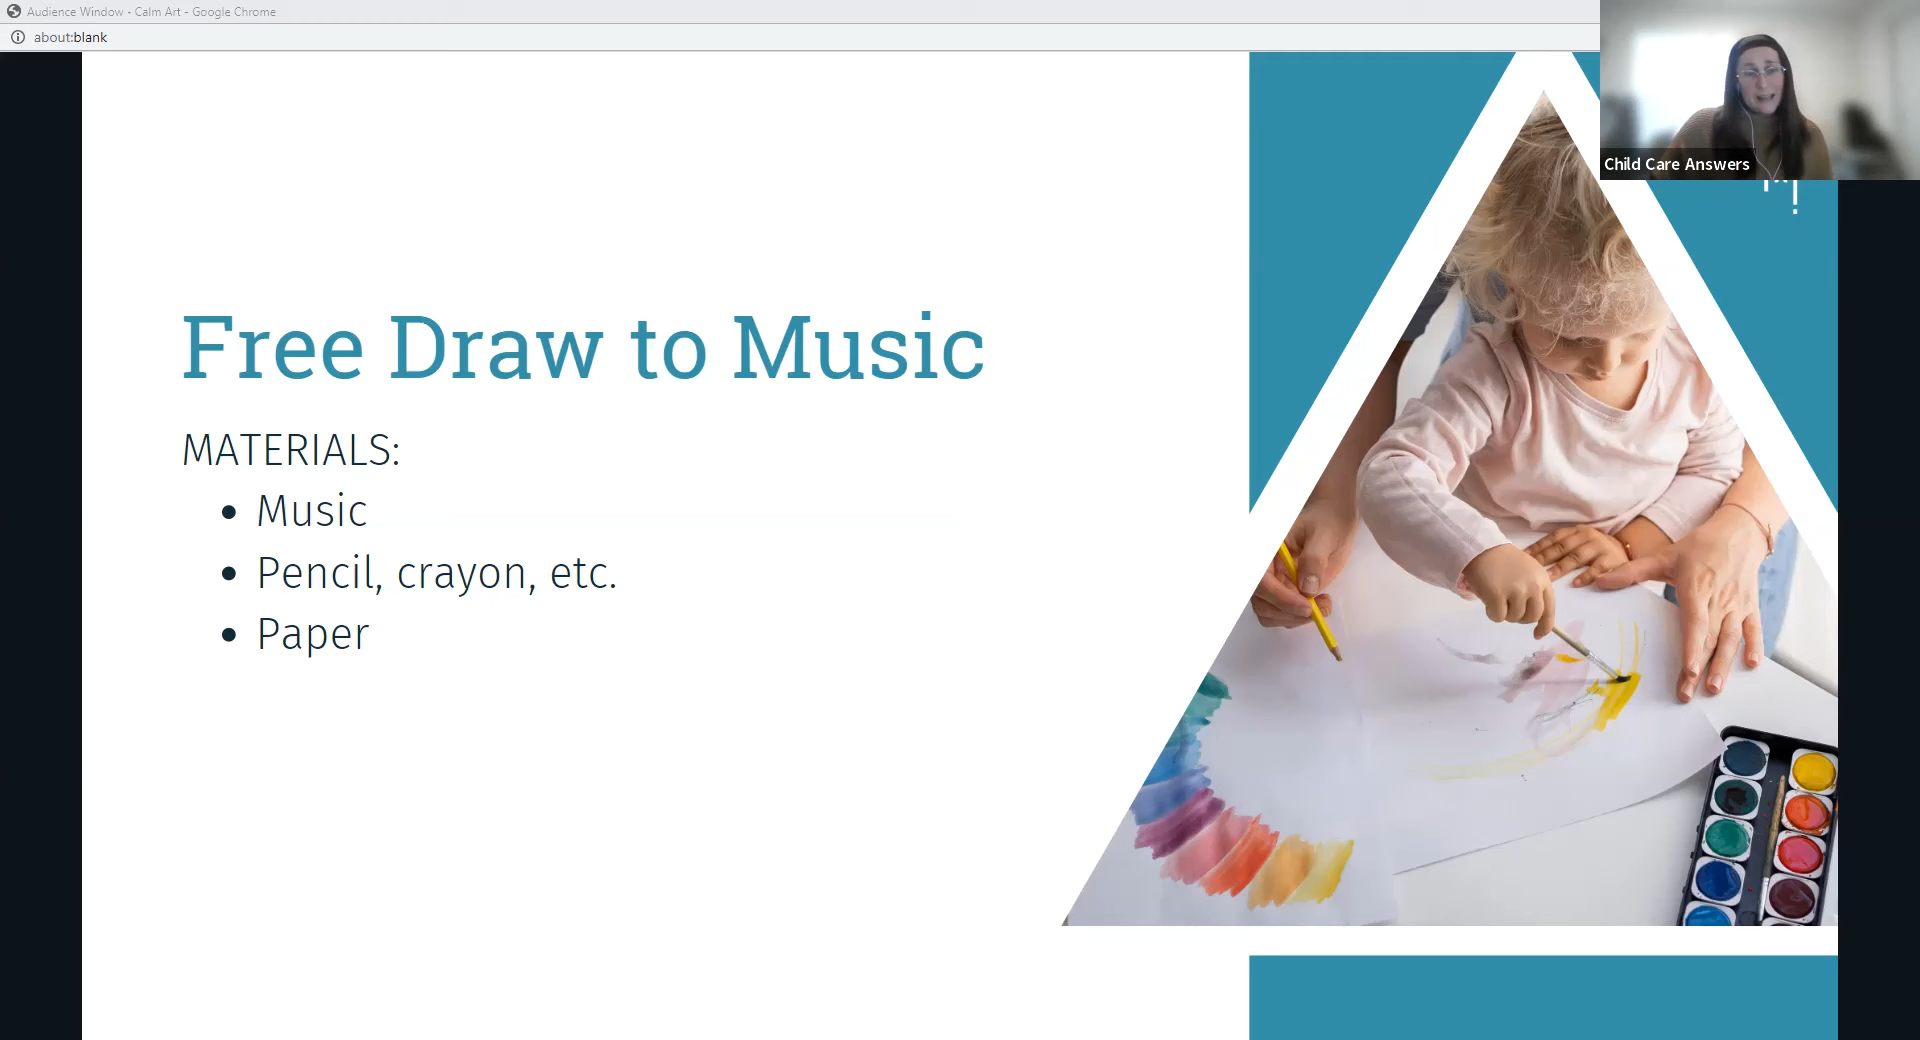 Audience Window - Calm Art - Google Chrome
about:blank
Child Care Answers
Free Draw to Music
MATERIALS:
• Music
• Pencil, crayon, etc.
• Paper